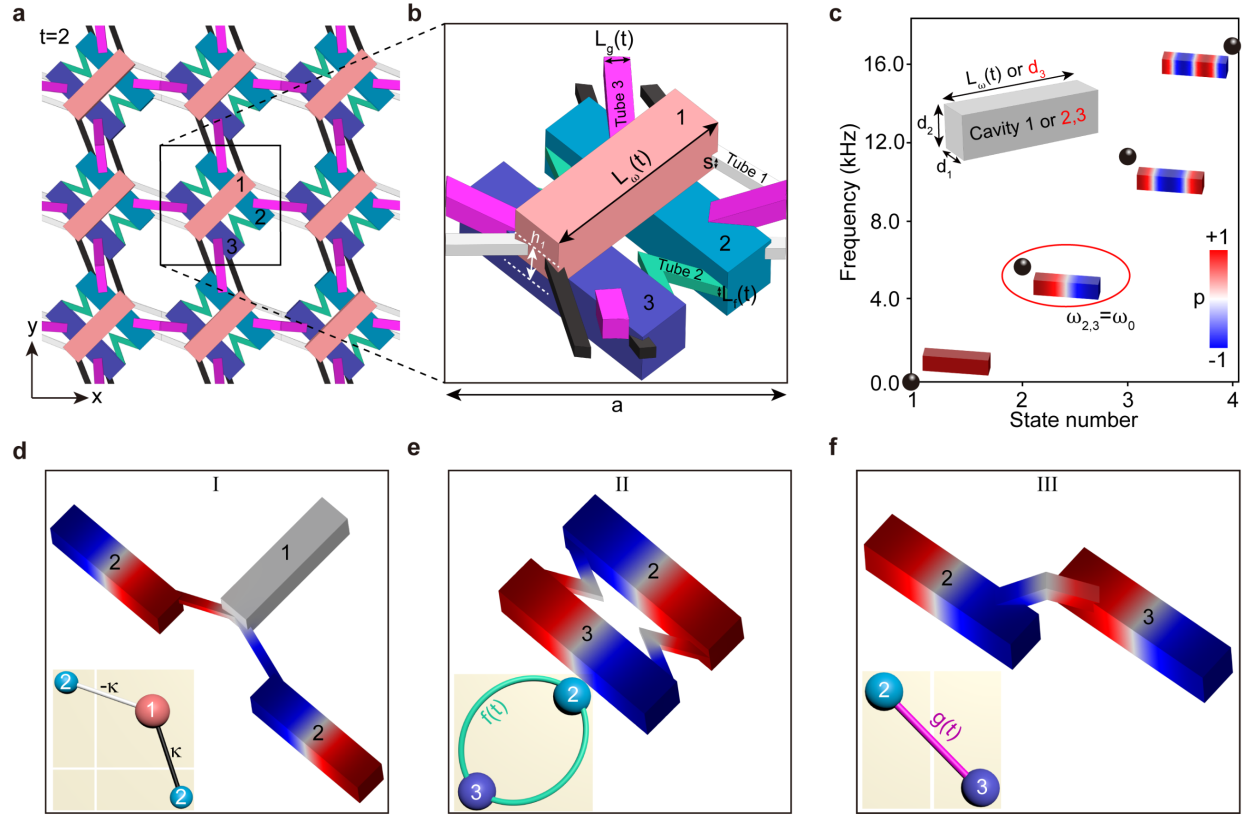 a
t=2
1
2
3
y
x
b
L_g(t)
Tube 3
1
L_ω(t)
S
Tube 1
h_1
2
Tube 2
L_f(t)
3
a
c
Frequency (kHz)
16.0
12.0
8.0
4.0
0.0
L_ω(t) or d_3
d_2
Cavity 1 or 2,3
d_1
+1
p
-1
ω_{2,3}=ω_0
1
2
3
4
State number
d
I
2
1
2
2
-κ
1
κ
2
e
II
2
3
f(t)
2
3
f
III
2
3
2
g(t)
3